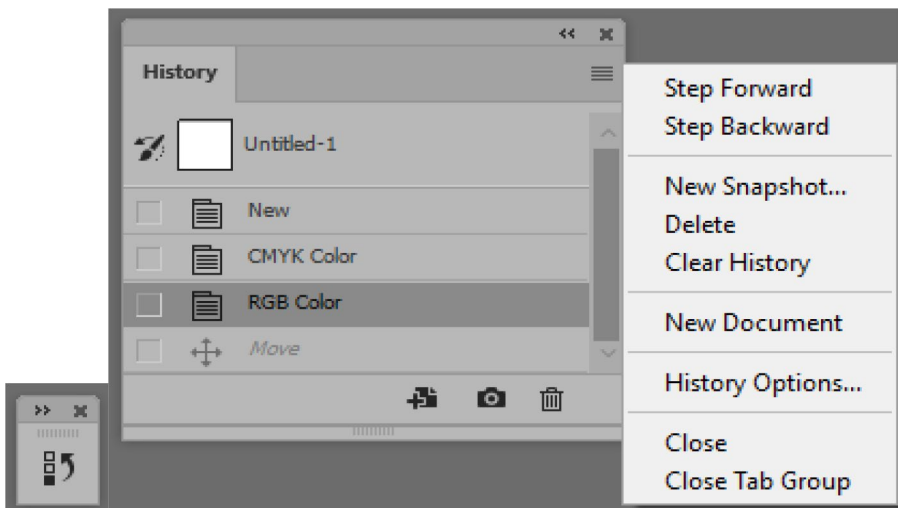 History
Untitled-1
New
CMYK Color
RGB Color
Move
Step Forward
Step Backward
New Snapshot...
Delete
Clear History
New Document
History Options...
Close
Close Tab Group